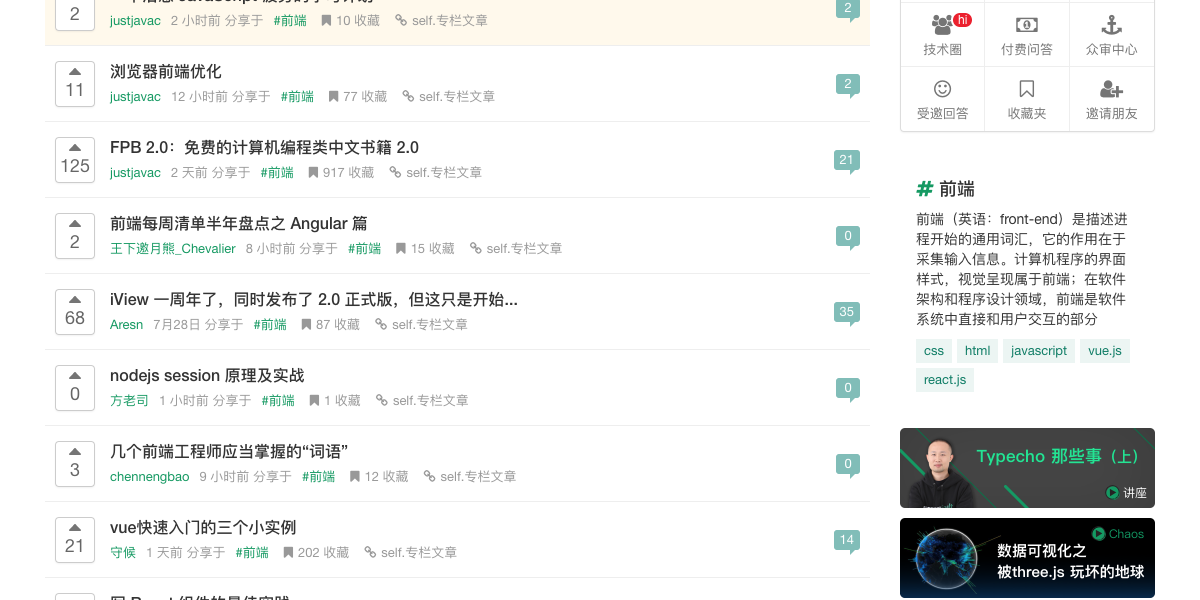 2
justjavac 2 小时前 分享于 #前端 10 收藏 self.专栏文章
2
11
浏览器前端优化
justjavac 12 小时前 分享于 #前端 77 收藏 self.专栏文章
2
125
FPB 2.0：免费的计算机编程类中文书籍 2.0
justjavac 2 天前 分享于 #前端 917 收藏 self.专栏文章
21
2
前端每周清单半年盘点之 Angular 篇
王下邀月熊_Chevalier 8 小时前 分享于 #前端 15 收藏 self.专栏文章
0
68
iView 一周年了，同时发布了 2.0 正式版，但这只是开始...
Aresn 7月28日 分享于 #前端 87 收藏 self.专栏文章
35
0
nodejs session 原理及实战
方老司 1 小时前 分享于 #前端 1 收藏 self.专栏文章
0
3
几个前端工程师应当掌握的“词语”
chennengbao 9 小时前 分享于 #前端 12 收藏 self.专栏文章
0
21
vue快速入门的三个小实例
守候 1 天前 分享于 #前端 202 收藏 self.专栏文章
14
hi
技术圈 付费问答 众审中心
受邀回答 收藏夹 邀请朋友
# 前端
前端（英语：front-end）是描述进
程开始的通用词汇，它的作用在于
采集输入信息。计算机程序的界面
样式，视觉呈现属于前端；在软件
架构和程序设计领域，前端是软件
系统中直接和用户交互的部分
css html javascript vue.js
react.js
Typecho 那些事（上）
讲座
Chaos
数据可视化之
被three.js 玩坏的地球